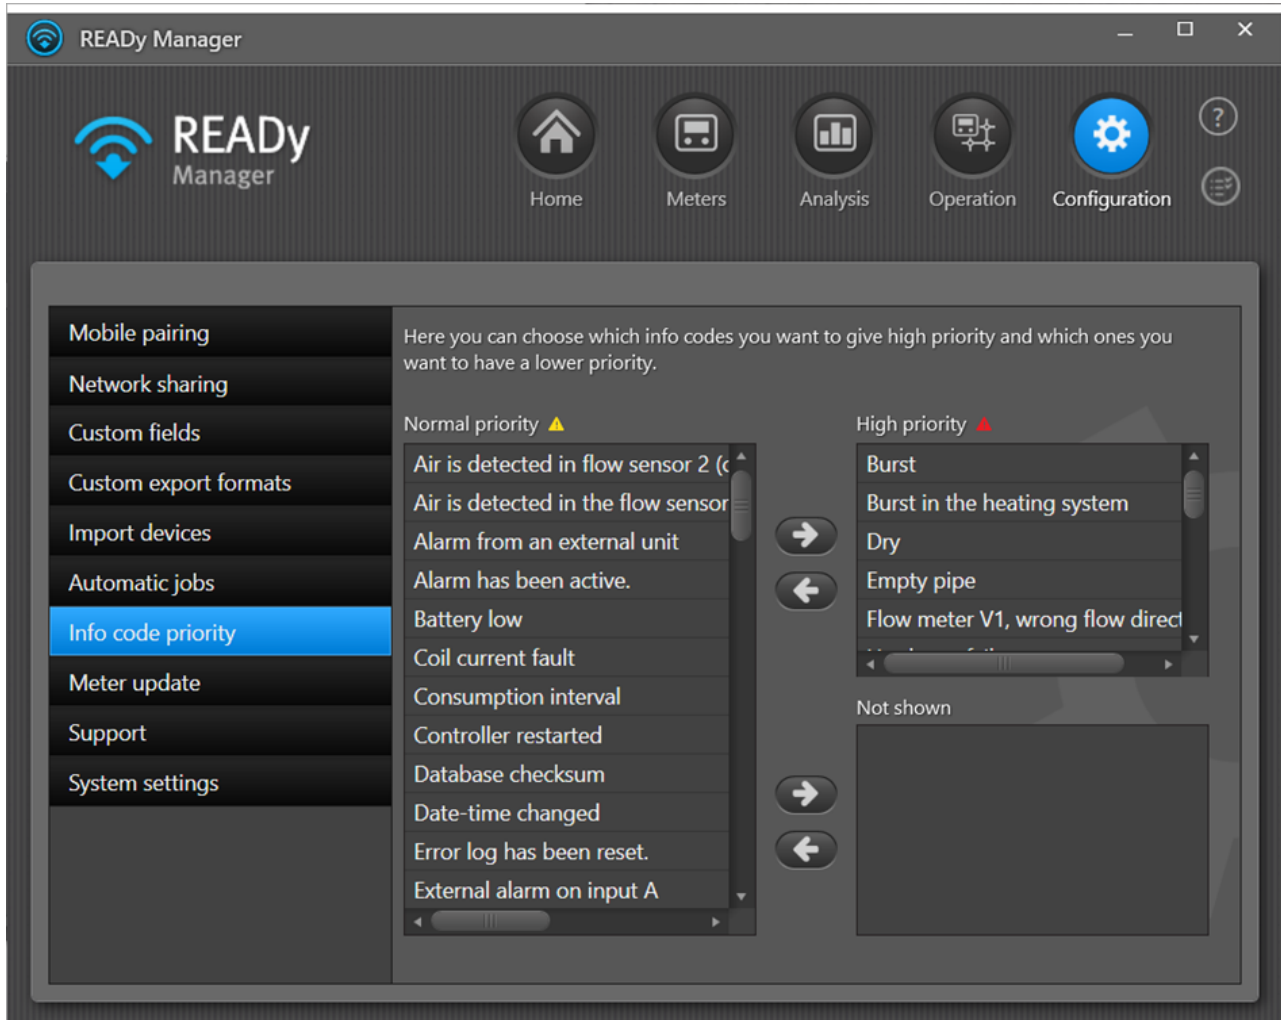 READy Manager
READy
Manager
Home
Meters
Analysis
Operation
Configuration
?
Mobile pairing
Network sharing
Custom fields
Custom export formats
Import devices
Automatic jobs
Info code priority
Meter update
Support
System settings
Here you can choose which info codes you want to give high priority and which ones you
want to have a lower priority.
Normal priority
Air is detected in flow sensor 2 (c
Air is detected in the flow sensor
Alarm from an external unit
Alarm has been active.
Battery low
Coil current fault
Consumption interval
Controller restarted
Database checksum
Date-time changed
Error log has been reset.
External alarm on input A
High priority
Burst
Burst in the heating system
Dry
Empty pipe
Flow meter V1, wrong flow direct
Not shown